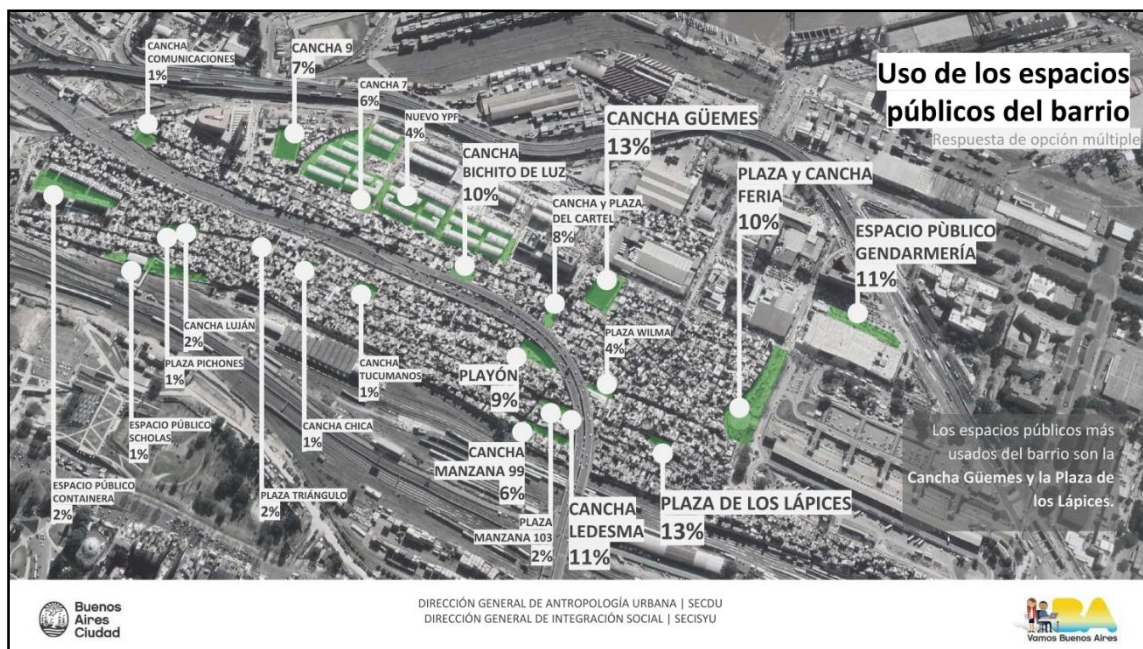 Uso de los espacios
públicos del barrio
Respuesta de opción múltiple
CANCHA
COMUNICACIONES
1%
CANCHA 9
7%
CANCHA 7
6%
NUEVO YPF
4%
CANCHA
BICHITO DE LUZ
10%
CANCHA GÜEMES
13%
CANCHA y PLAZA
DEL CARTEL
8%
PLAZA y CANCHA
FERIA
10%
ESPACIO PÙBLICO
GENDARMERÍA
11%
CANCHA LUJÁN
2%
PLAZA PICHONES
1%
ESPACIO PÚBLICO
SCHOLAS
1%
ESPACIO PÚBLICO
CONTAINERA
2%
PLAZA TRIÁNGULO
2%
CANCHA CHICA
1%
CANCHA
TUCUMANOS
1%
PLAYÓN
9%
PLAZA WILMA
4%
CANCHA
MANZANA 99
6%
PLAZA
MANZANA 103
2%
CANCHA
LEDESMA
11%
PLAZA DE LOS LÁPICES
13%
Los espacios públicos más
usados del barrio son la
Cancha Güemes y la Plaza de
los Lápices.
Buenos
Aires
Ciudad
DIRECCIÓN GENERAL DE ANTROPOLOGÍA URBANA | SECDU
DIRECCIÓN GENERAL DE INTEGRACIÓN SOCIAL | SECISYU
BA
Vamos Buenos Aires